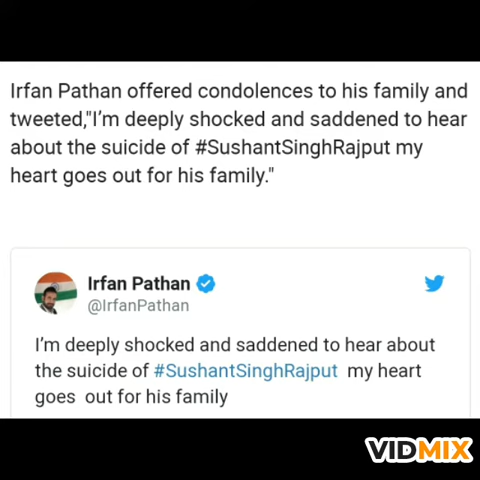 Irfan Pathan offered condolences to his family and
tweeted,"I'm deeply shocked and saddened to hear
about the suicide of #SushantSinghRajput my
heart goes out for his family."
Irfan Pathan
@IrfanPathan
I'm deeply shocked and saddened to hear about
the suicide of #SushantSinghRajput my heart
goes out for his family
VIDMIX